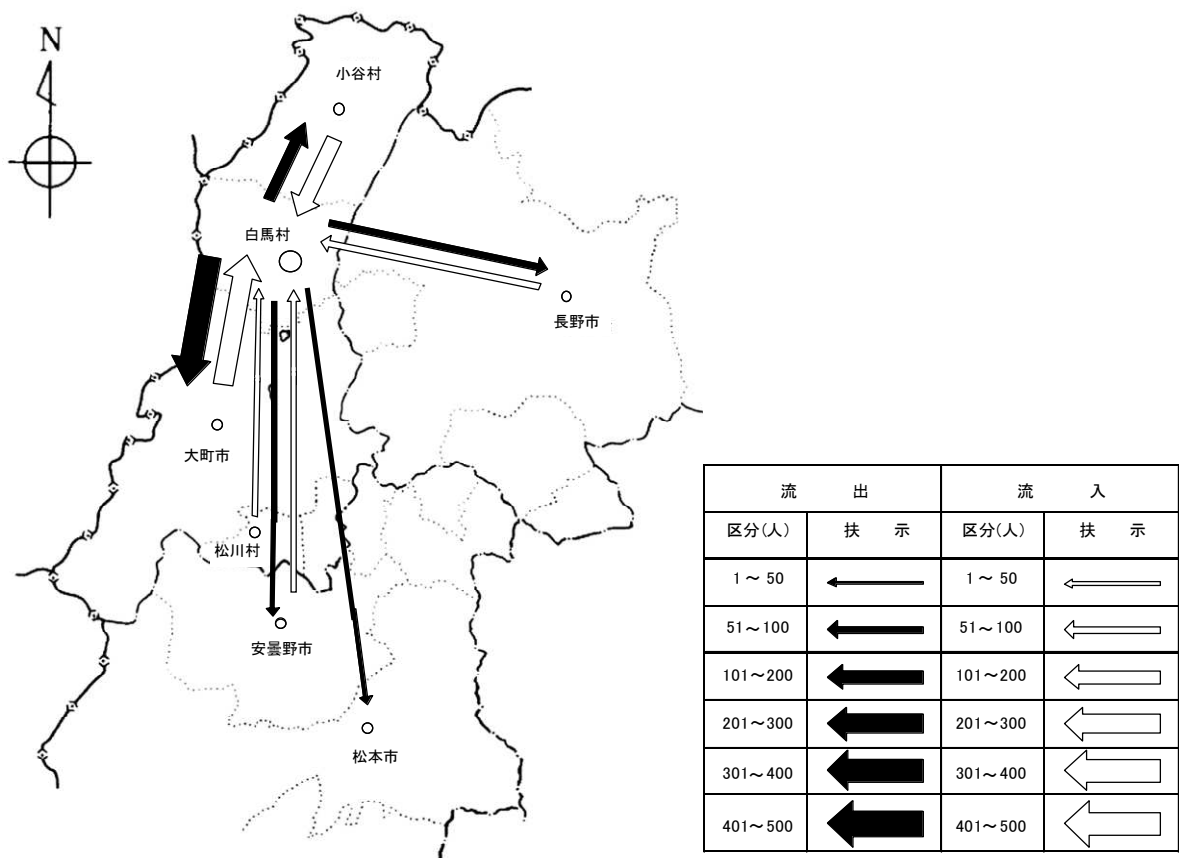 N
小谷村
白馬村
長野市
大町市
松川村
安曇野市
松本市
流 出 流 入
区分(人) 扶 示 区分(人) 扶 示
1～50 1～50
51～100 51～100
101～200 101～200
201～300 201～300
301～400 301～400
401～500 401～500